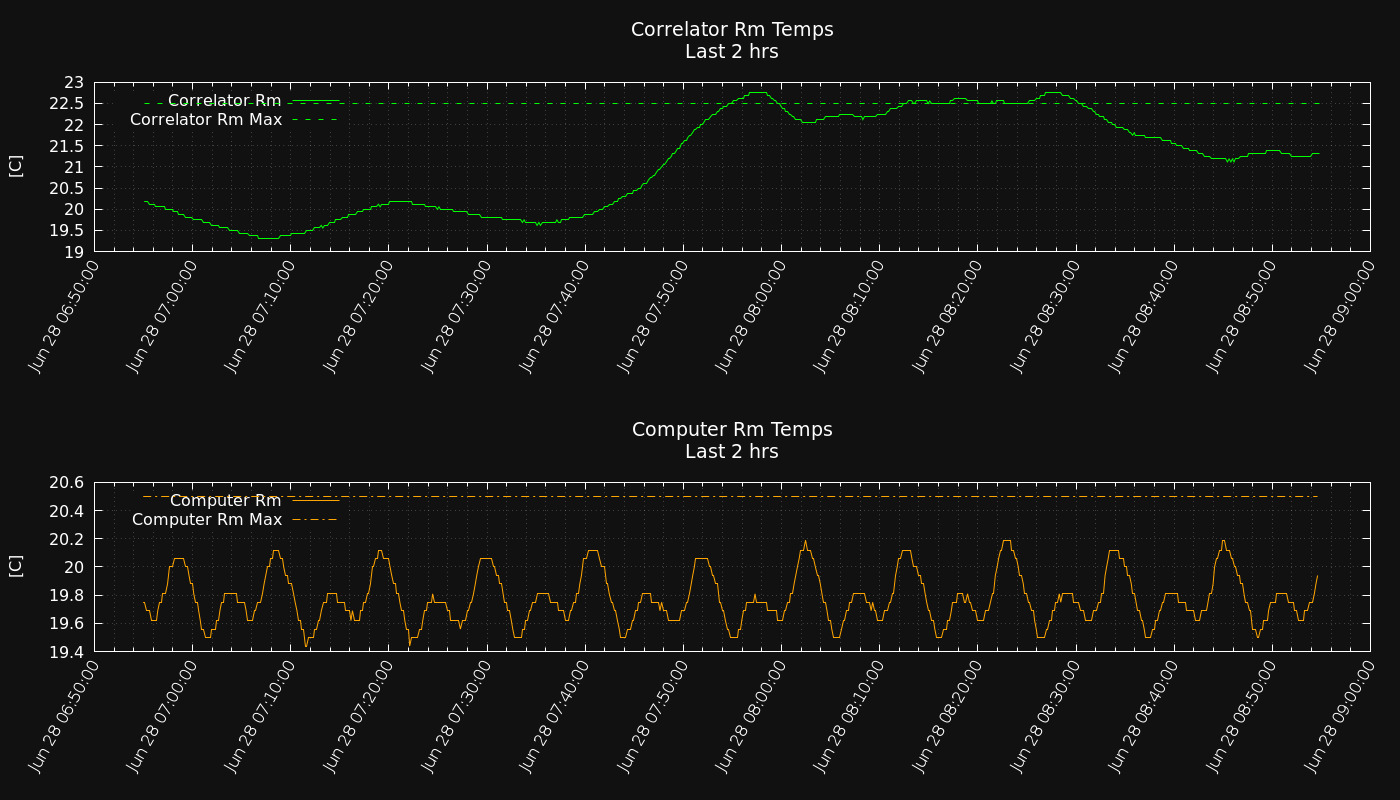 Correlator Rm Temps
Last 2 hrs
Correlator Rm
Correlator Rm Max
[C]
23
22.5
22
21.5
21
20.5
20
19.5
19
Jun 28 06:50:00
Jun 28 07:00:00
Jun 28 07:10:00
Jun 28 07:20:00
Jun 28 07:30:00
Jun 28 07:40:00
Jun 28 07:50:00
Jun 28 08:00:00
Jun 28 08:10:00
Jun 28 08:20:00
Jun 28 08:30:00
Jun 28 08:40:00
Jun 28 08:50:00
Jun 28 09:00:00
Computer Rm Temps
Last 2 hrs
Computer Rm
Computer Rm Max
[C]
20.6
20.4
20.2
20
19.8
19.6
19.4
Jun 28 06:50:00
Jun 28 07:00:00
Jun 28 07:10:00
Jun 28 07:20:00
Jun 28 07:30:00
Jun 28 07:40:00
Jun 28 07:50:00
Jun 28 08:00:00
Jun 28 08:10:00
Jun 28 08:20:00
Jun 28 08:30:00
Jun 28 08:40:00
Jun 28 08:50:00
Jun 28 09:00:00